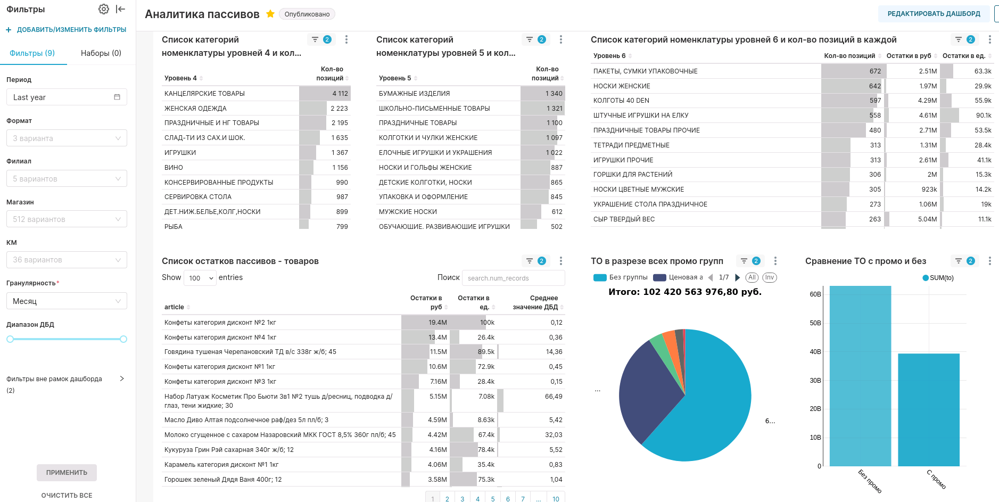 Фильтры
ДОБАВИТЬ/ИЗМЕНИТЬ ФИЛЬТРЫ
Фильтры (9)
Наборы (0)
Период
Last year
Формат
3 варианта
Филиал
5 вариантов
Магазин
512 вариантов
КМ
36 вариантов
Гранулярность*
Месяц
Диапазон ДБД
Фильтры вне рамок дашборда
(2)
ПРИМЕНИТЬ
ОЧИСТИТЬ ВСЕ
Аналитика пассивов
Опубликовано
РЕДАКТИРОВАТЬ ДАШБОРД
Список категорий
номенклатуры уровней 4 и кол...
2
Уровень 4 Кол-во
позиций
КАНЦЕЛЯРСКИЕ ТОВАРЫ 4 112
ЖЕНСКАЯ ОДЕЖДА 2 223
ПРАЗДНИЧНЫЕ И НГ ТОВАРЫ 2 195
СЛАД-ТИ ИЗ САХ.И ШОК. 1 635
ИГРУШКИ 1 367
ВИНО 1 156
КОНСЕРВИРОВАННЫЕ ПРОДУКТЫ 990
СЕРВИРОВКА СТОЛА 987
ДЕТ.НИЖ.БЕЛЬЕ,КОЛГ,НОСКИ 899
РЫБА 799
Список категорий
номенклатуры уровней 5 и кол...
2
Уровень 5 Кол-во
позиций
БУМАЖНЫЕ ИЗДЕЛИЯ 1 340
ШКОЛЬНО-ПИСЬМЕННЫЕ ТОВАРЫ 1 321
ПРАЗДНИЧНЫЕ ТОВАРЫ 1 100
КОЛГОТКИ И ЧУЛКИ ЖЕНСКИЕ 1 097
ЕЛОЧНЫЕ ИГРУШКИ И УКРАШЕНИЯ 1 022
НОСКИ И ГОЛЬФЫ ЖЕНСКИЕ 887
ДЕТСКИЕ КОЛГОТКИ, НОСКИ 865
УПАКОВКА И ОФОРМЛЕНИЕ 845
МУЖСКИЕ НОСКИ 612
ОБУЧАЮЩИЕ. РАЗВИВАЮЩИЕ ИГРУШКИ 502
Список категорий номенклатуры уровней 6 и кол-во позиций в каждой
2
Уровень 6 Кол-во позиций Остатки в руб Остатки в ед.
ПАКЕТЫ, СУМКИ УПАКОВОЧНЫЕ 672 2.51M 63.3k
НОСКИ ЖЕНСКИЕ 642 1.97M 29.9k
КОЛГОТЫ 40 DEN 597 4.29M 55.9k
ШТУЧНЫЕ ИГРУШКИ НА ЕЛКУ 558 4.61M 90.1k
ПРАЗДНИЧНЫЕ ТОВАРЫ ПРОЧИЕ 480 2.71M 53.5k
ТЕТРАДИ ПРЕДМЕТНЫЕ 313 1.31M 28.4k
ИГРУШКИ ПРОЧИЕ 313 2.61M 41.1k
ГОРШКИ ДЛЯ РАСТЕНИЙ 306 2M 15.3k
НОСКИ ЦВЕТНЫЕ МУЖСКИЕ 305 923k 14.2k
УКРАШЕНИЕ СТОЛА ПРАЗДНИЧНОЕ 273 1.06M 19k
СЫР ТВЕРДЫЙ ВЕС 263 5.04M 11.1k
Список остатков пассивов - товаров
2
Show 100 entries
Поиск search.num_records
article Остатки в руб Остатки в ед. Среднее значение ДБД
Конфеты категория дисконт №2 1кг 19.4M 100k 0,12
Конфеты категория дисконт №4 1кг 13.4M 26.4k 0,36
Говядина тушеная Черепановский ТД в/с 338г ж/б; 45 11.5M 89.5k 14,36
Конфеты категория дисконт №1 1кг 10.6M 72.9k 0,45
Конфеты категория дисконт №3 1кг 7.16M 28.4k 0,15
Набор Латуаж Косметик Про Бьюти 3в1 №2 тушь д/ресниц, подводка д/
глаз, тени жидкие; 30 5.15M 7.08k 66,49
Масло Диво Алтая подсолнечное раф/дез 5л пл/б; 3 4.59M 8.63k 5,42
Молоко сгущенное с сахаром Назаровский МКК ГОСТ 8,5% 360г пл/б; 45 4.42M 67.4k 32,03
Кукуруза Грин Рэй сахарная 340г ж/б; 12 4.16M 78.4k 5,52
Карамель категория дисконт №1 1кг 4.06M 35.4k 0,83
Горошек зеленый Дядя Ваня 400г; 12 3.58M 75.3k 1,04
1 2 3 4 5 6 7 ... 10
ТО в разрезе всех промо групп
2
Без группы Ценовая а 1/7 All Inv
Итого: 102 420 563 976,80 руб.
...
6...
Сравнение ТО с промо и без
2
SUM(to)
60B
50B
40B
30B
20B
10B
0
Без промо
С промо